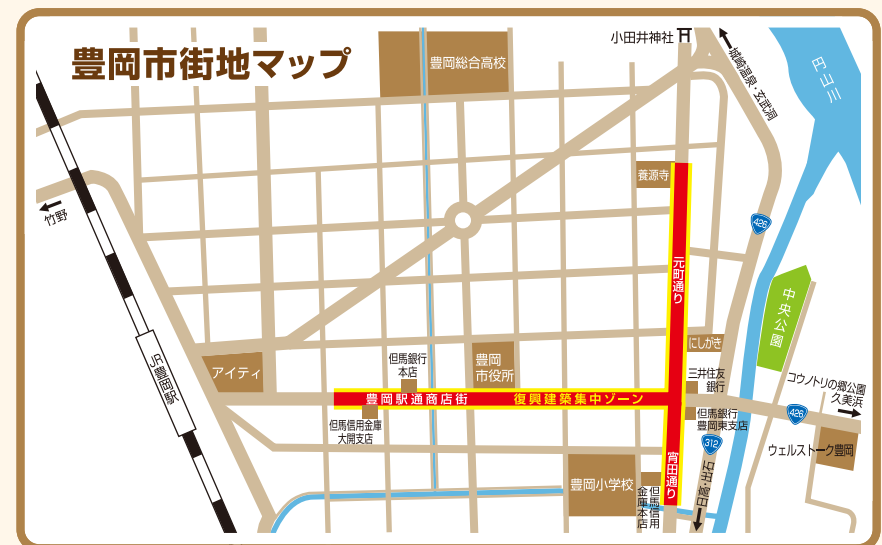 豊岡市街地マップ
豊岡総合高校
小田井神社
城崎温泉・玄武洞
円山川
養源寺
竹野
426
元町通り
中央公園
JR豊岡駅
アイティ
但馬銀行
本店
豊岡
市役所
にしがき
三井住友
銀行
コウノトリの郷公園
久美浜
豊岡駅通商店街
復興建築集中ゾーン
426
但馬信用金庫
大開支店
但馬銀行
豊岡東支店
312
ウェルストーク豊岡
宵田通り
日高・出石
豊岡小学校
但馬信用
金庫本店